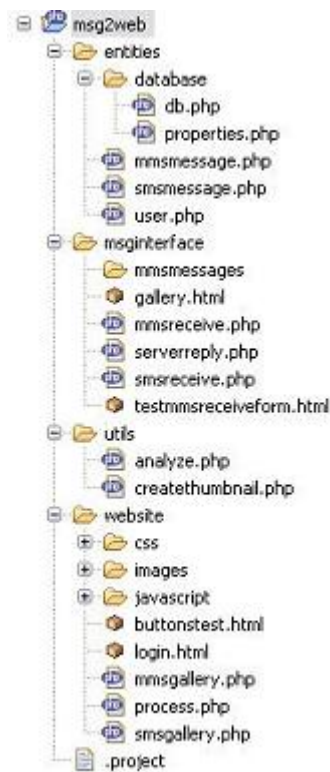 msg2web
entities
database
db.php
properties.php
mmsmessage.php
smsmessage.php
user.php
msginterface
mmsmessages
gallery.html
mmsreceive.php
serverreply.php
smsreceive.php
testmmsreceiveform.html
utils
analyze.php
createthumbnail.php
website
css
images
javascript
buttonstest.html
login.html
mmsgallery.php
process.php
smsgallery.php
.project